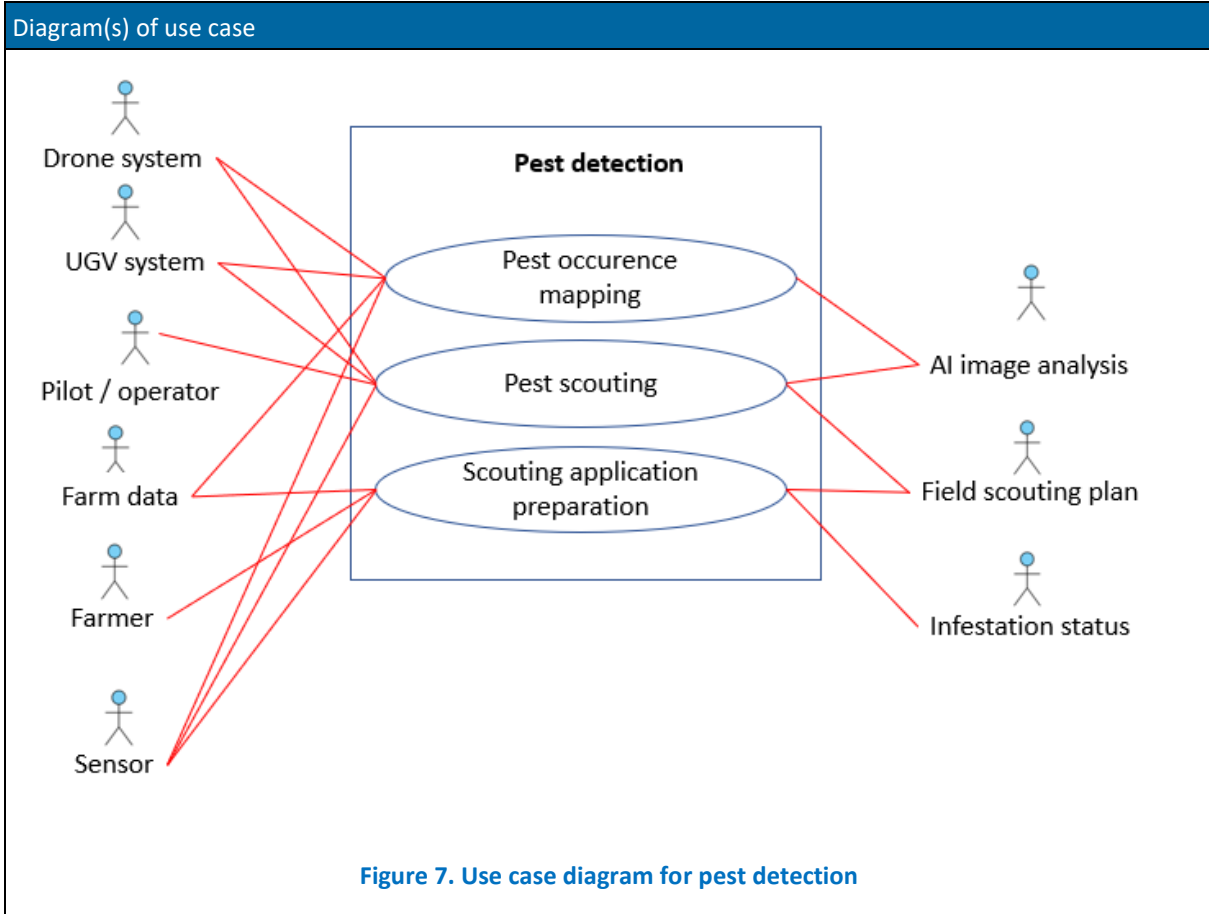 Diagram(s) of use case
Drone system
UGV system
Pilot / operator
Farm data
Farmer
Sensor
Pest detection
Pest occurence
mapping
Pest scouting
Scouting application
preparation
AI image analysis
Field scouting plan
Infestation status
Figure 7. Use case diagram for pest detection